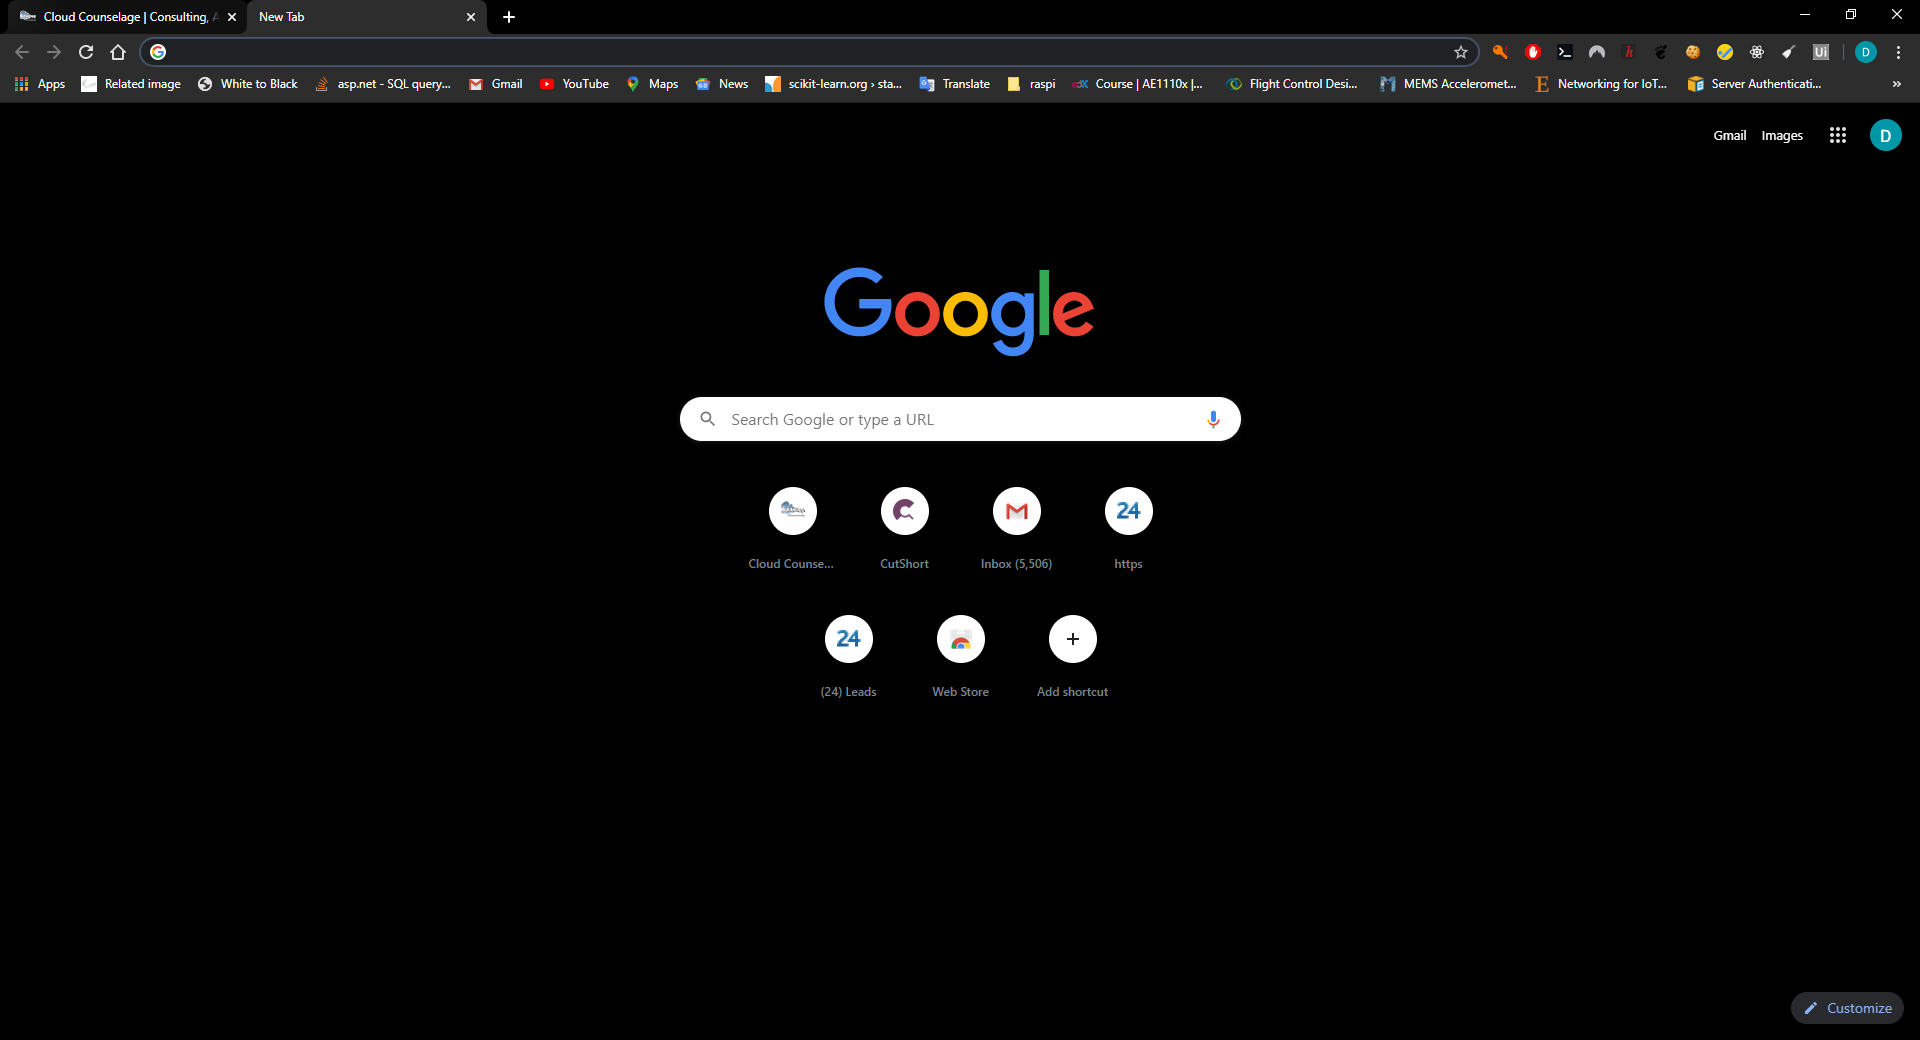 Cloud Counselage | Consulting, A
New Tab
Apps
Related image
White to Black
asp.net - SQL query...
Gmail
YouTube
Maps
News
scikit-learn.org › sta...
Translate
raspi
Course | AE1110x |...
Flight Control Desi...
MEMS Acceleromet...
Networking for IoT...
Server Authenticati...
»
D
Gmail
Images
D
Google
Search Google or type a URL
Cloud Counse...
CutShort
Inbox (5,506)
24
https
24
(24) Leads
Web Store
Add shortcut
Customize